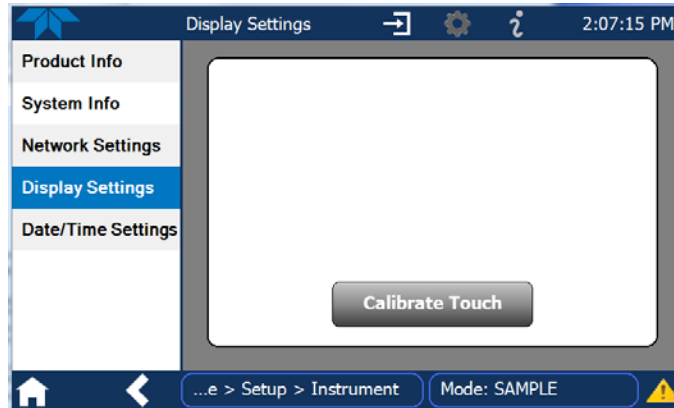 Display Settings 2:07:15 PM
Product Info
System Info
Network Settings
Display Settings
Date/Time Settings
Calibrate Touch
...e > Setup > Instrument Mode: SAMPLE